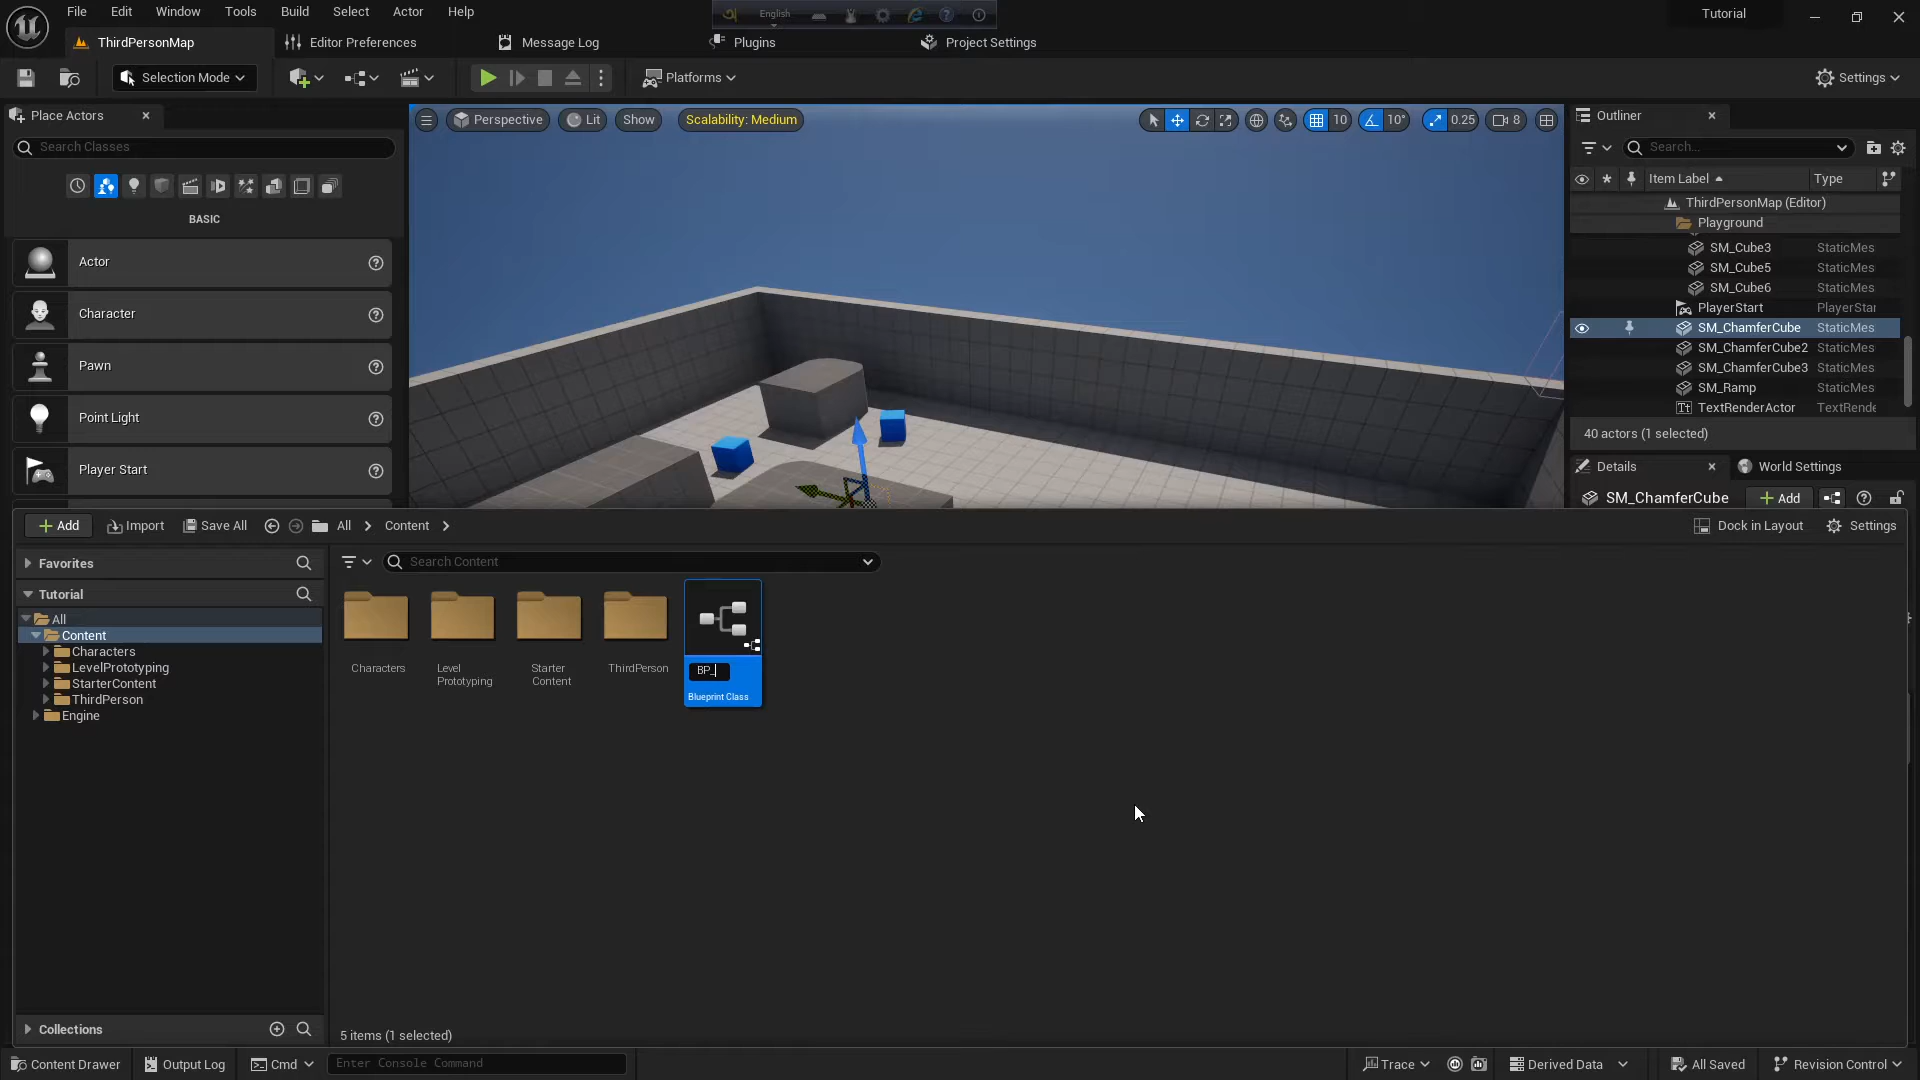 File Edit Window Tools Build Select Actor Help
English
Tutorial
ThirdPersonMap
Editor Preferences
Message Log
Plugins
Project Settings
Selection Mode
Platforms
Settings
Place Actors
Search Classes
BASIC
Actor
Character
Pawn
Point Light
Player Start
Perspective
Lit
Show
Scalability: Medium
10
10°
0.25
8
Outliner
Search...
Item Label
Type
ThirdPersonMap (Editor)
Playground
SM_Cube3 StaticMes
SM_Cube5 StaticMes
SM_Cube6 StaticMes
PlayerStart PlayerStar
SM_ChamferCube StaticMes
SM_ChamferCube2 StaticMes
SM_ChamferCube3 StaticMes
SM_Ramp StaticMes
TextRenderActor TextRende
40 actors (1 selected)
Details
World Settings
SM_ChamferCube
Add
Add
Import
Save All
All
Content
Dock in Layout
Settings
Favorites
Tutorial
All
Content
Characters
LevelPrototyping
StarterContent
ThirdPerson
Engine
Collections
Search Content
Characters
Level
Prototyping
Starter
Content
ThirdPerson
BP_
Blueprint Class
5 items (1 selected)
Content Drawer
Output Log
Cmd
Enter Console Command
Trace
Derived Data
All Saved
Revision Control